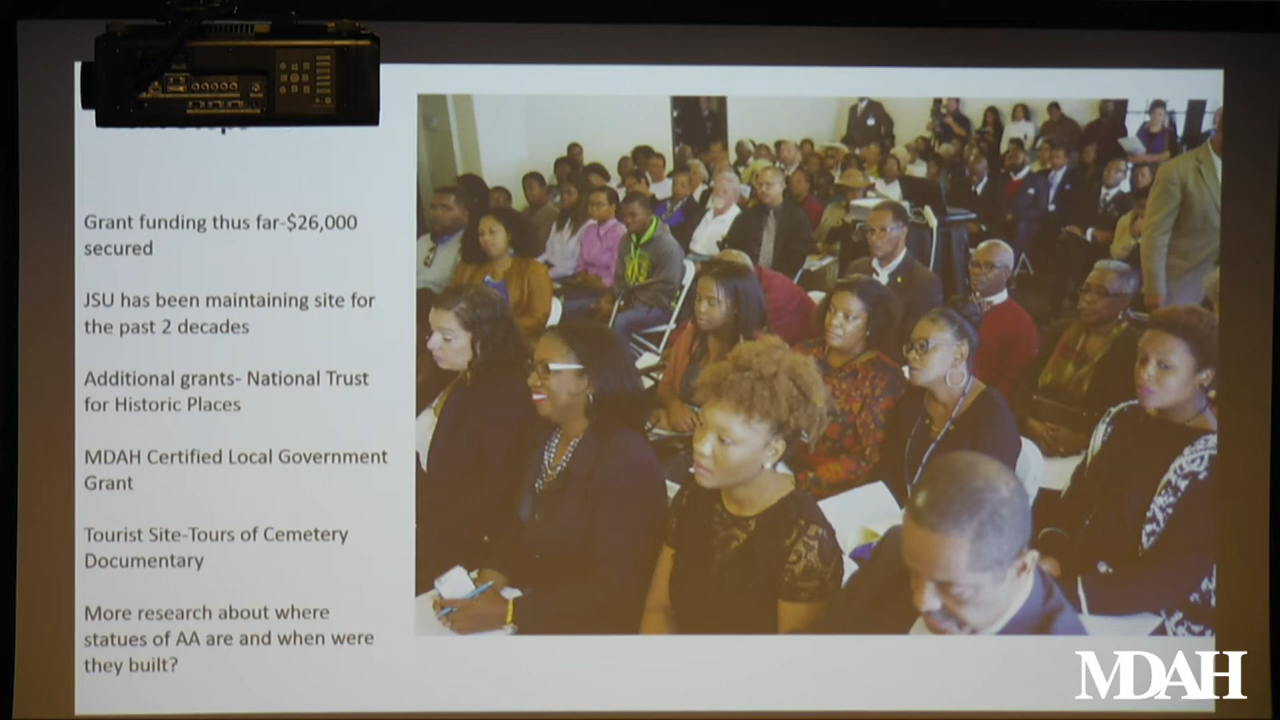 Grant funding thus far-$26,000
secured
JSU has been maintaining site for
the past 2 decades
Additional grants- National Trust
for Historic Places
MDAH Certified Local Government
Grant
Tourist Site-Tours of Cemetery
Documentary
More research about where
statues of AA are and when were
they built?
MDAH